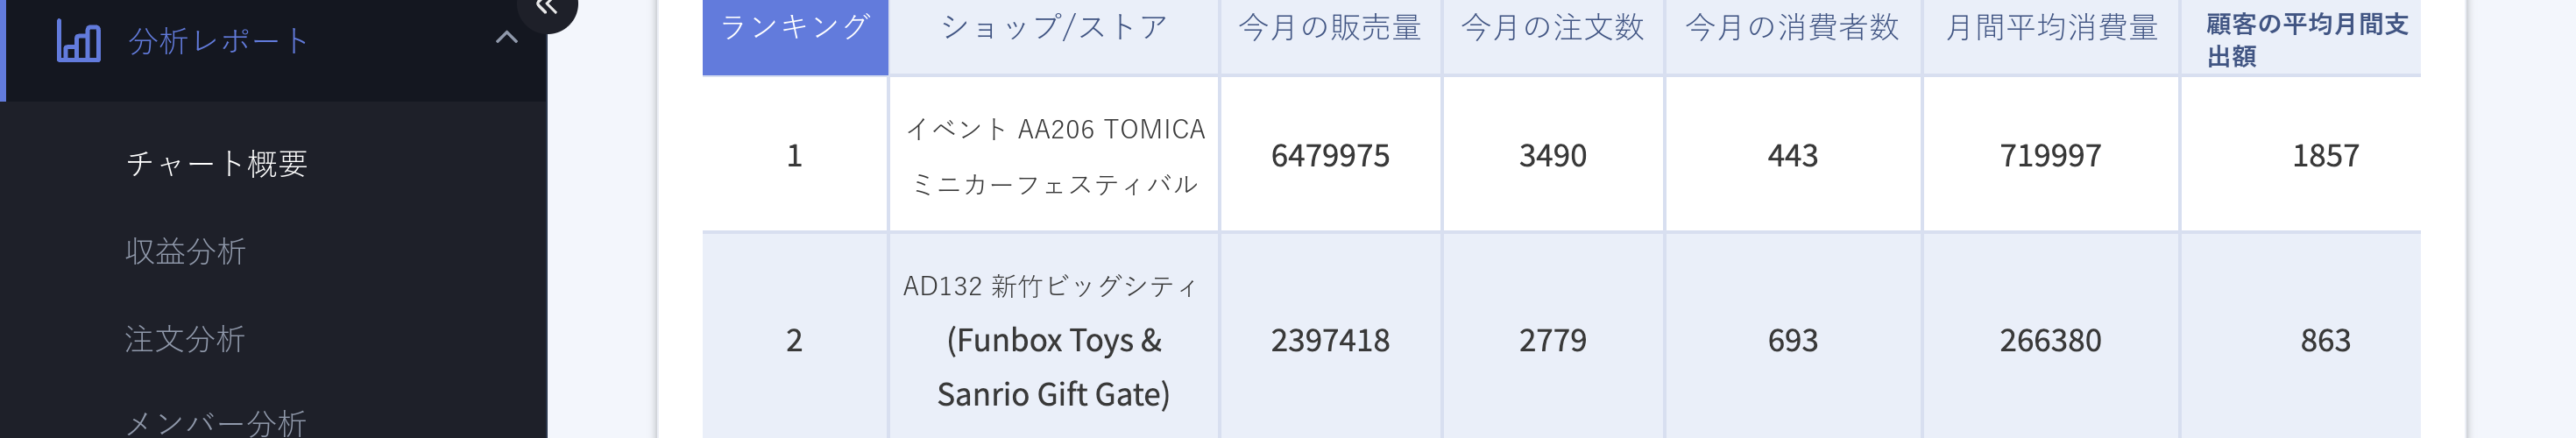 分析レポート
チャート概要
収益分析
注文分析
メンバー分析
ランキング ショップ/ストア 今月の販売量 今月の注文数 今月の消費者数 月間平均消費量 顧客の平均月間支
出額
イベント AA206 TOMICA
1 6479975 3490 443 719997 1857
ミニカーフェスティバル
AD132 新竹ビッグシティ
2 (Funbox Toys & 2397418 2779 693 266380 863
Sanrio Gift Gate)